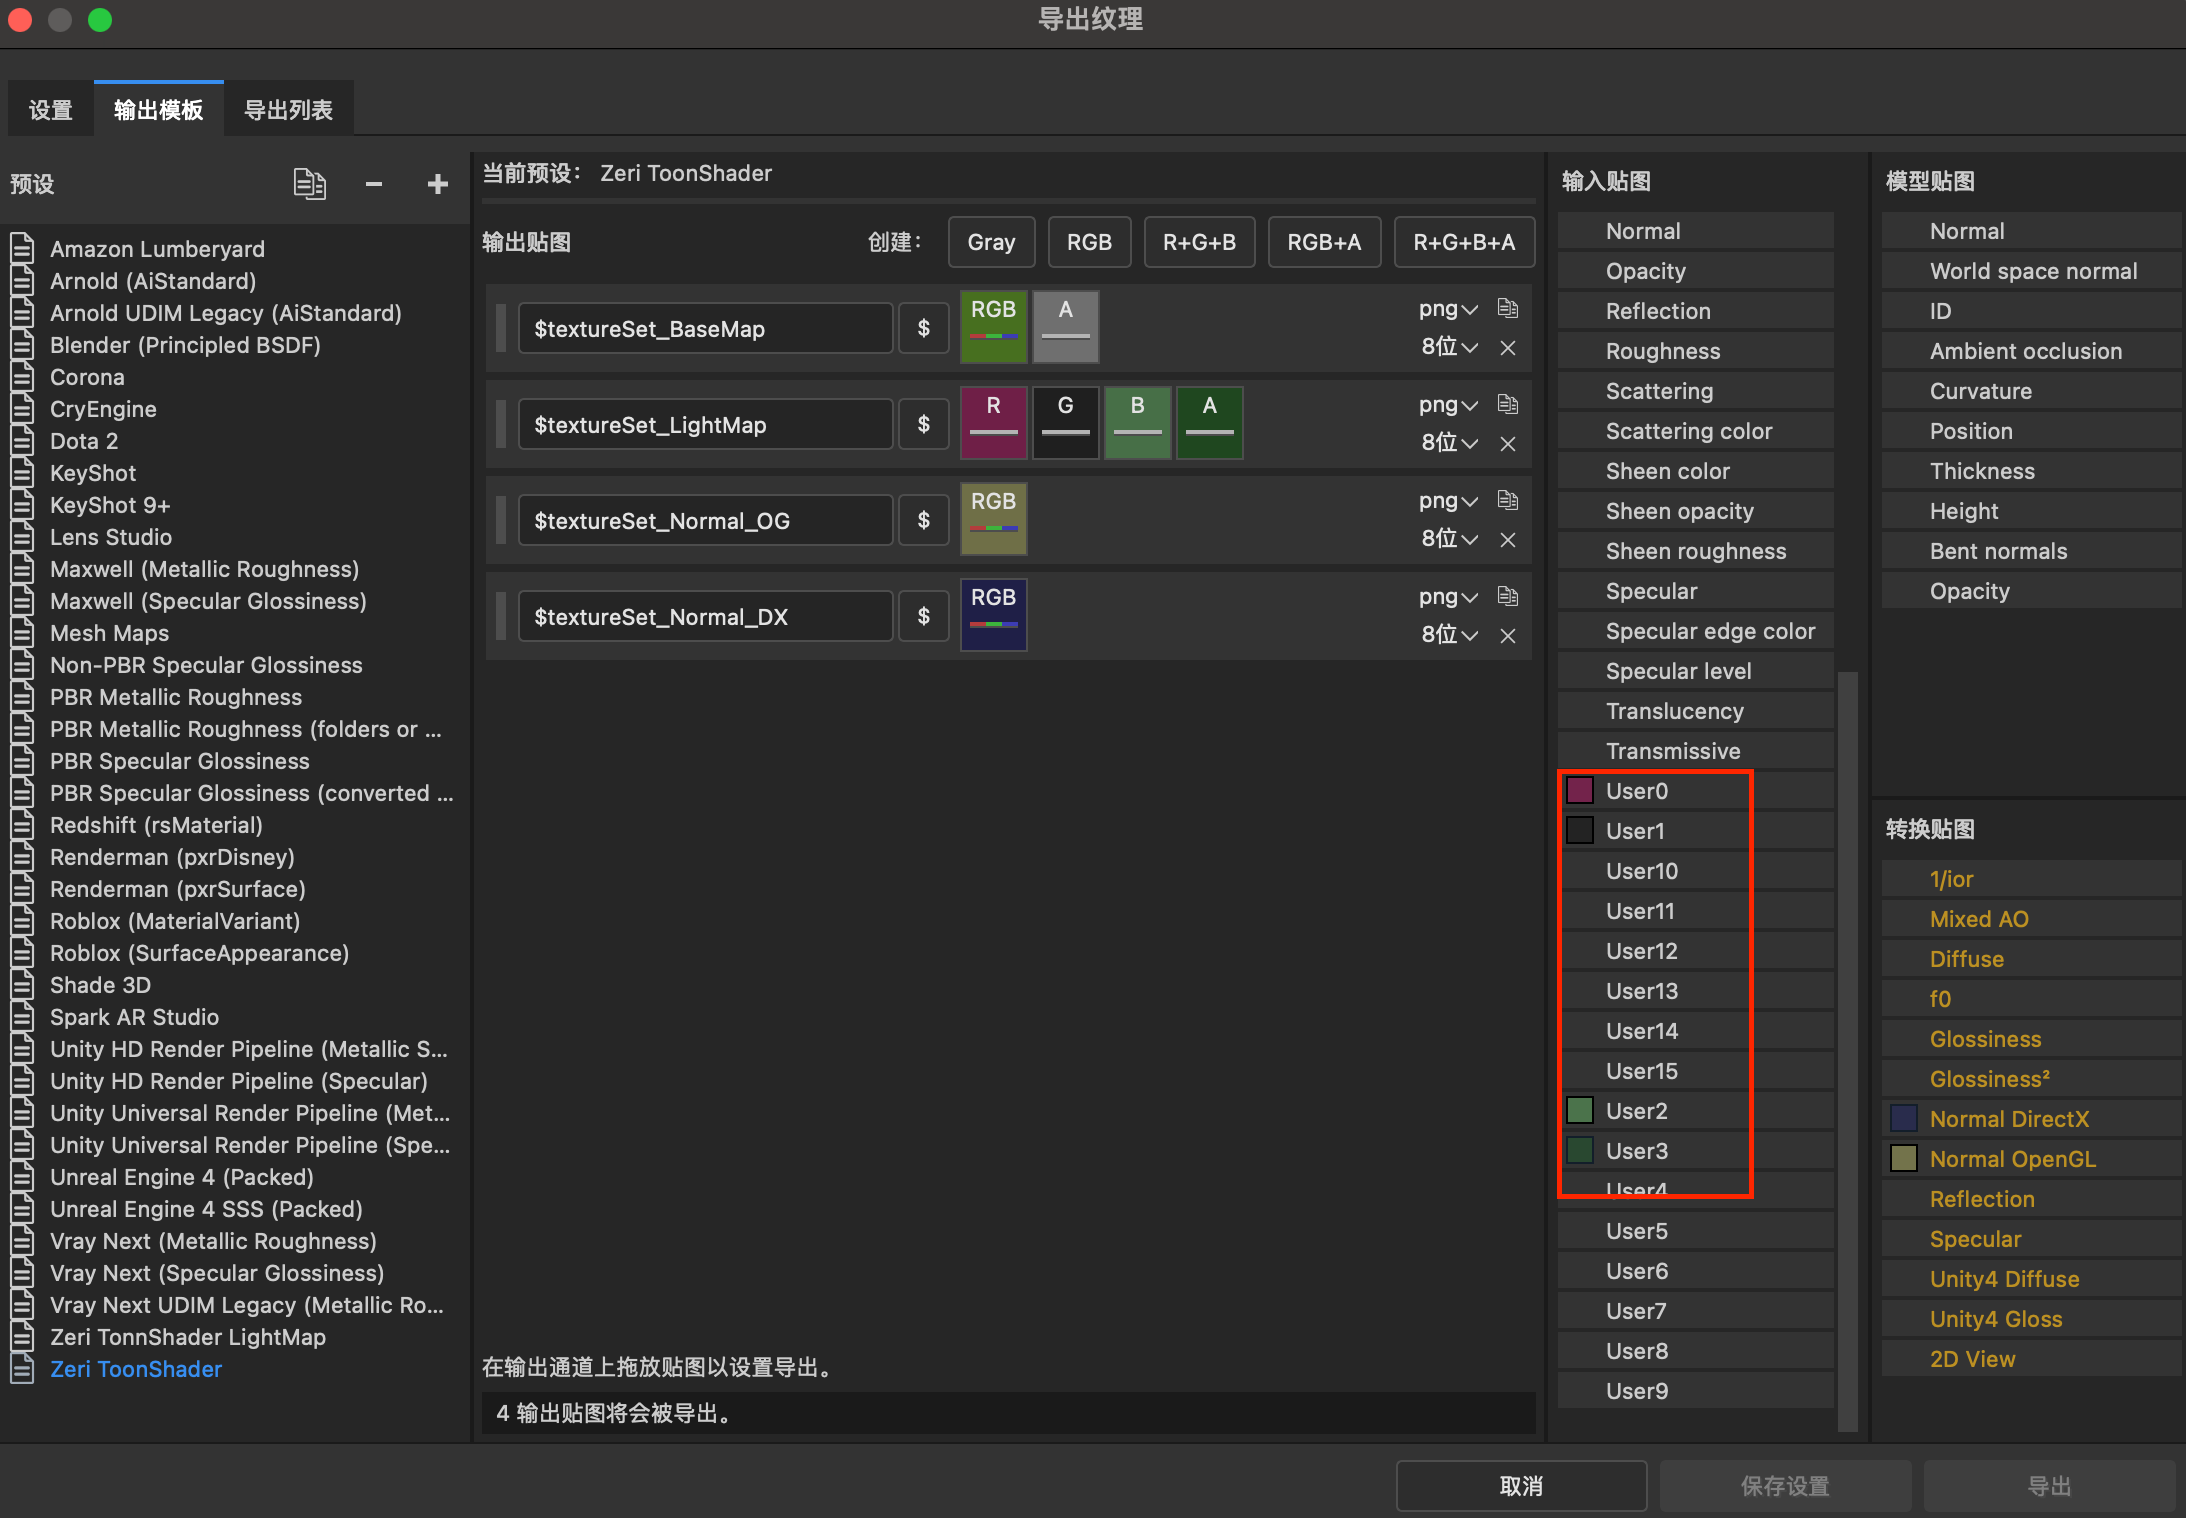 导出纹理
设置
输出模板
导出列表
预设
Amazon Lumberyard
Arnold (AiStandard)
Arnold UDIM Legacy (AiStandard)
Blender (Principled BSDF)
Corona
CryEngine
Dota 2
KeyShot
KeyShot 9+
Lens Studio
Maxwell (Metallic Roughness)
Maxwell (Specular Glossiness)
Mesh Maps
Non-PBR Specular Glossiness
PBR Metallic Roughness
PBR Metallic Roughness (folders or ...
PBR Specular Glossiness
PBR Specular Glossiness (converted ...
Redshift (rsMaterial)
Renderman (pxrDisney)
Renderman (pxrSurface)
Roblox (MaterialVariant)
Roblox (SurfaceAppearance)
Shade 3D
Spark AR Studio
Unity HD Render Pipeline (Metallic S...
Unity HD Render Pipeline (Specular)
Unity Universal Render Pipeline (Met...
Unity Universal Render Pipeline (Spe...
Unreal Engine 4 (Packed)
Unreal Engine 4 SSS (Packed)
Vray Next (Metallic Roughness)
Vray Next (Specular Glossiness)
Vray Next UDIM Legacy (Metallic Ro...
Zeri TonnShader LightMap
Zeri ToonShader
当前预设： Zeri ToonShader
输出贴图
创建：
Gray
RGB
R+G+B
RGB+A
R+G+B+A
$textureSet_BaseMap
$
RGB
A
png
8位
$textureSet_LightMap
$
R
G
B
A
png
8位
$textureSet_Normal_OG
$
RGB
png
8位
$textureSet_Normal_DX
$
RGB
png
8位
在输出通道上拖放贴图以设置导出。
4 输出贴图将会被导出。
输入贴图
Normal
Opacity
Reflection
Roughness
Scattering
Scattering color
Sheen color
Sheen opacity
Sheen roughness
Specular
Specular edge color
Specular level
Translucency
Transmissive
User0
User1
User10
User11
User12
User13
User14
User15
User2
User3
User4
User5
User6
User7
User8
User9
模型贴图
Normal
World space normal
ID
Ambient occlusion
Curvature
Position
Thickness
Height
Bent normals
Opacity
转换贴图
1/ior
Mixed AO
Diffuse
f0
Glossiness
Glossiness²
Normal DirectX
Normal OpenGL
Reflection
Specular
Unity4 Diffuse
Unity4 Gloss
2D View
取消
保存设置
导出